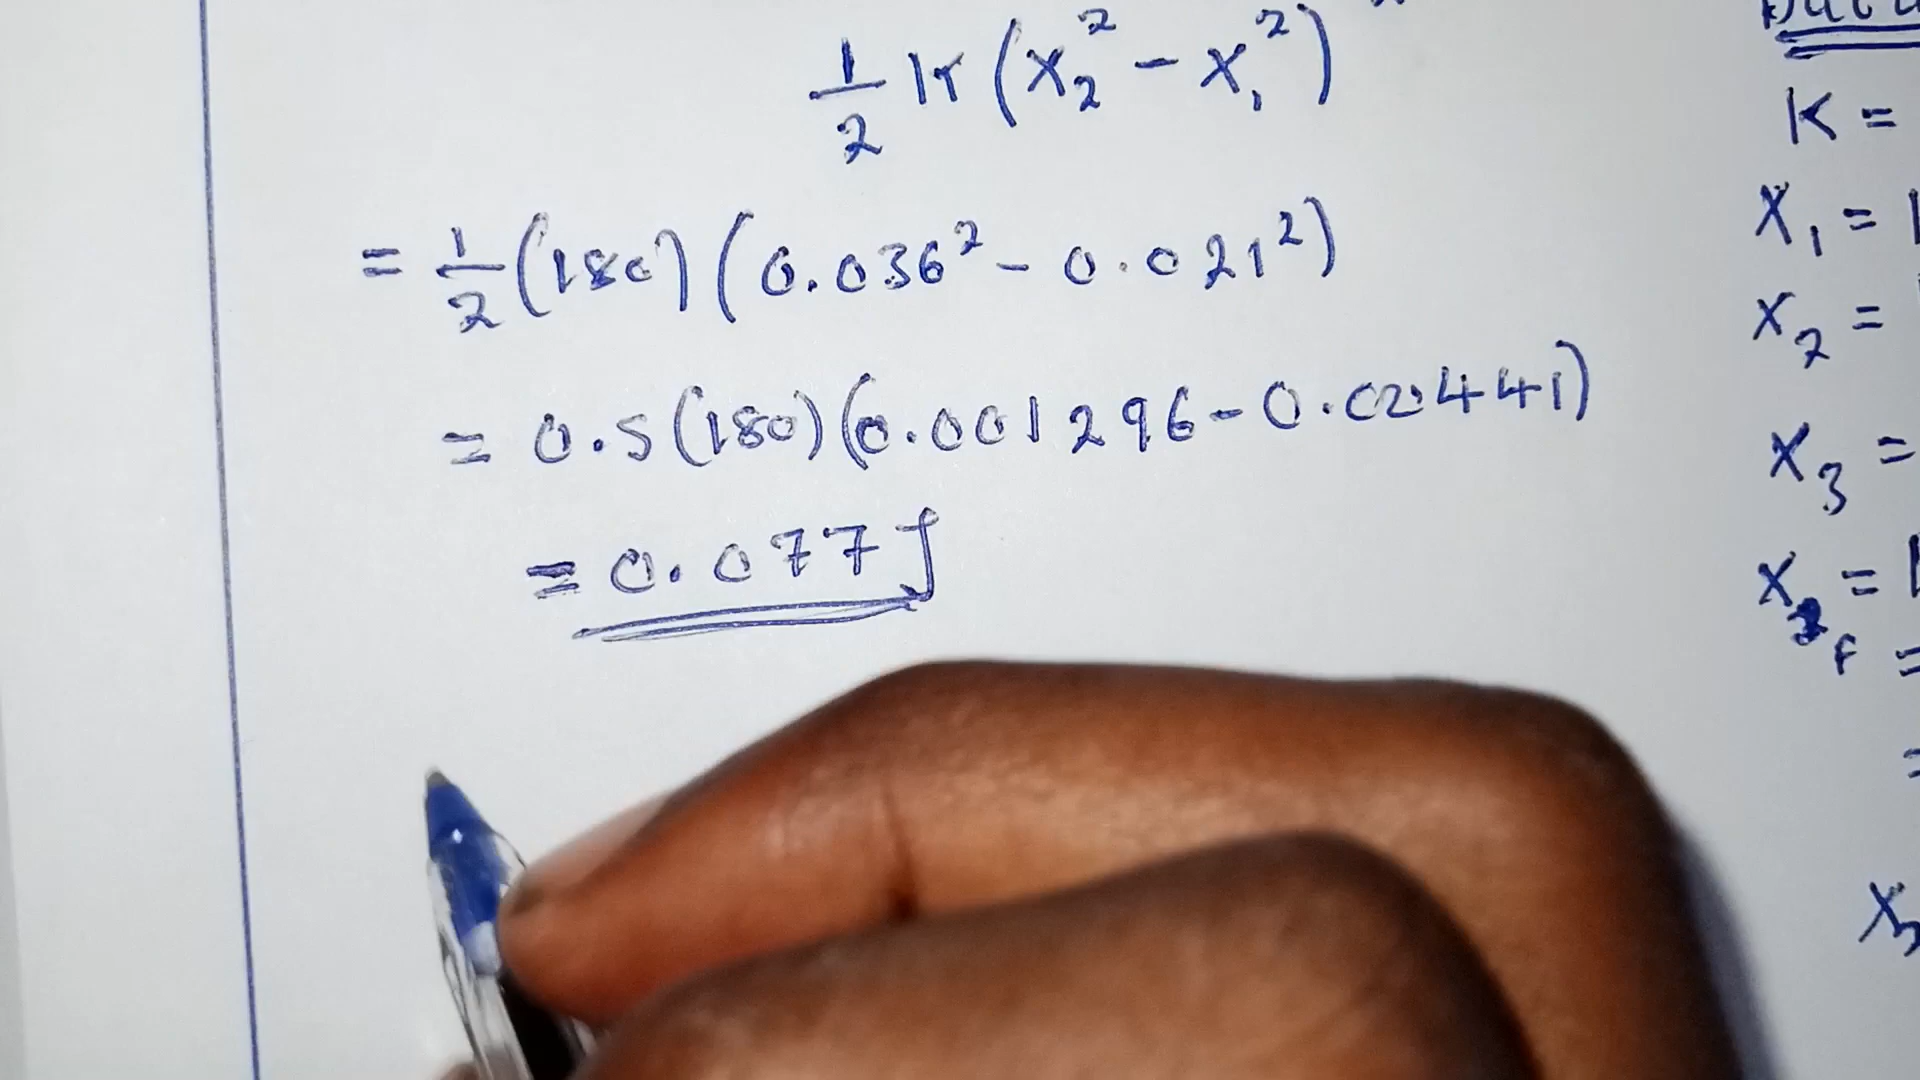 ½ K (x₂² - x₁²)
= ½ (180) (0.036² - 0.021²)
= 0.5 (180) (0.001296 - 0.02441)
= 0.077 J
K =
x₁ =
x₂ =
x₃ =
=
=